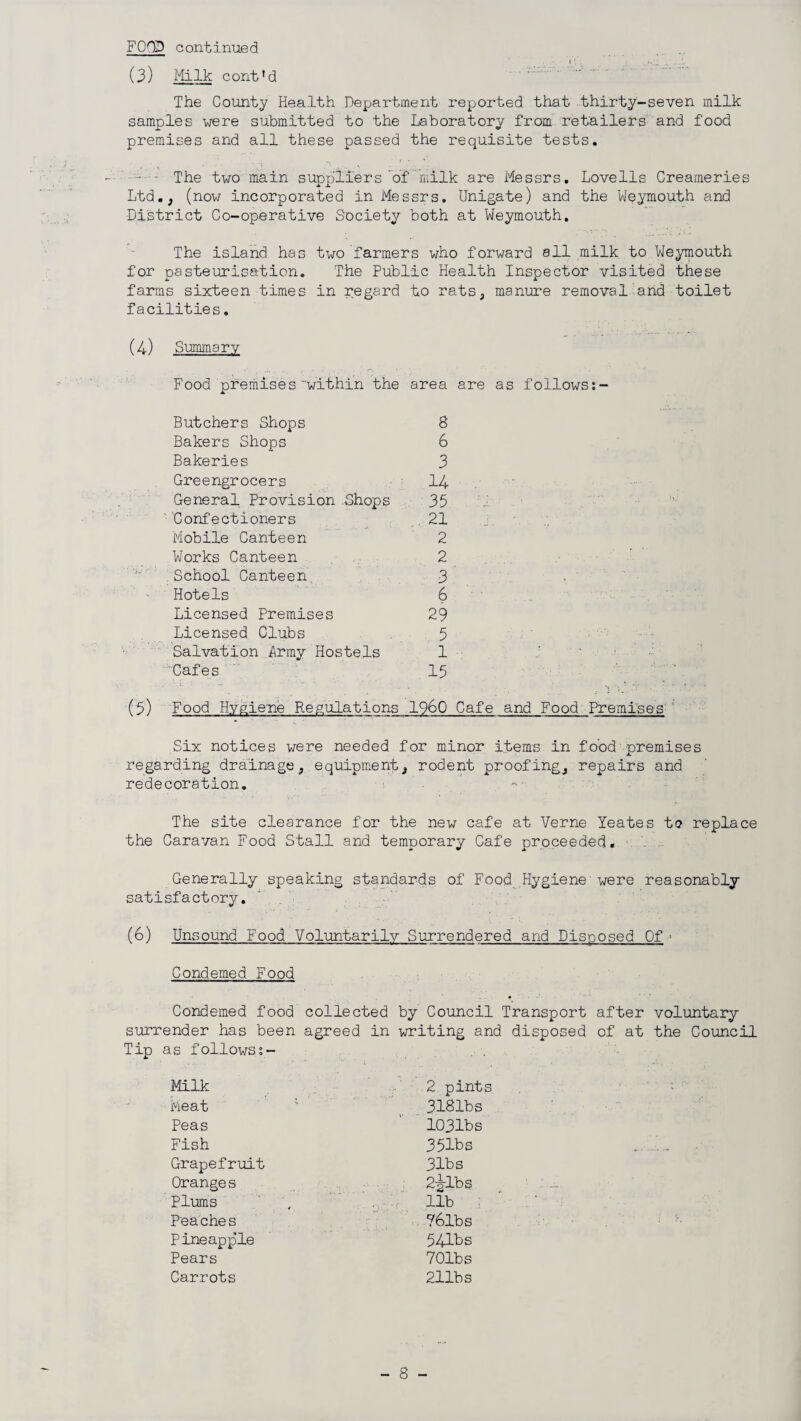 FOOD continued
(3) Milk cont'd
The County Health Department reported that thirty-seven milk
samples were submitted to the Laboratory from retailers and food
premises and all these passed the requisite tests.
The two main suppliers of milk are Messrs. Lovells Creameries
Ltd., (now incorporated in Messrs. Unigate) and the Weymouth and
District Co-operative Society both at Weymouth.
The island has two farmers who forward all milk to Weymouth
for pasteurisation. The Public Health Inspector visited these
farms sixteen times in regard to rats, manure removal and toilet
facilities.
(4) Summary
Food premises within the area are as follows:-
Butchers Shops 8
Bakers Shops 6
Bakeries 3
Greengrocers 14
General Provision Shops 35
Confectioners 21
Mobile Canteen 2
Works Canteen 2
School Canteen 3
Hotels 6
Licensed Premises 29
Licensed Clubs 5
Salvation Army Hostels 1
Cafes 15
(5) Food Hygiene Regulations 1960 Cafe and Food Premises
Six notices were needed for minor items in food premises
regarding drainage, equipment, rodent proofing, repairs and
redecoration.
The site clearance for the new cafe at Verne Yeates to replace
the Caravan Food Stall and temporary Cafe proceeded.
Generally speaking standards of Food Hygiene were reasonably
satisfactory.
(6) Unsound Food Voluntarily Surrendered and Disposed Of
Condemed Food
Condemed food collected by Council Transport after voluntary
surrender has been agreed in writing and disposed of at the Council
Tip as follows:-
Milk 2 pints
Meat 318lbs
Peas 103lbs
Fish 35lbs
Grapefruit 3lbs
Oranges 2½lbs
Plums 1lb
Peaches 76lbs
Pineapple 54lbs
Pears 70lbs
Carrots 21lbs
- 8 -